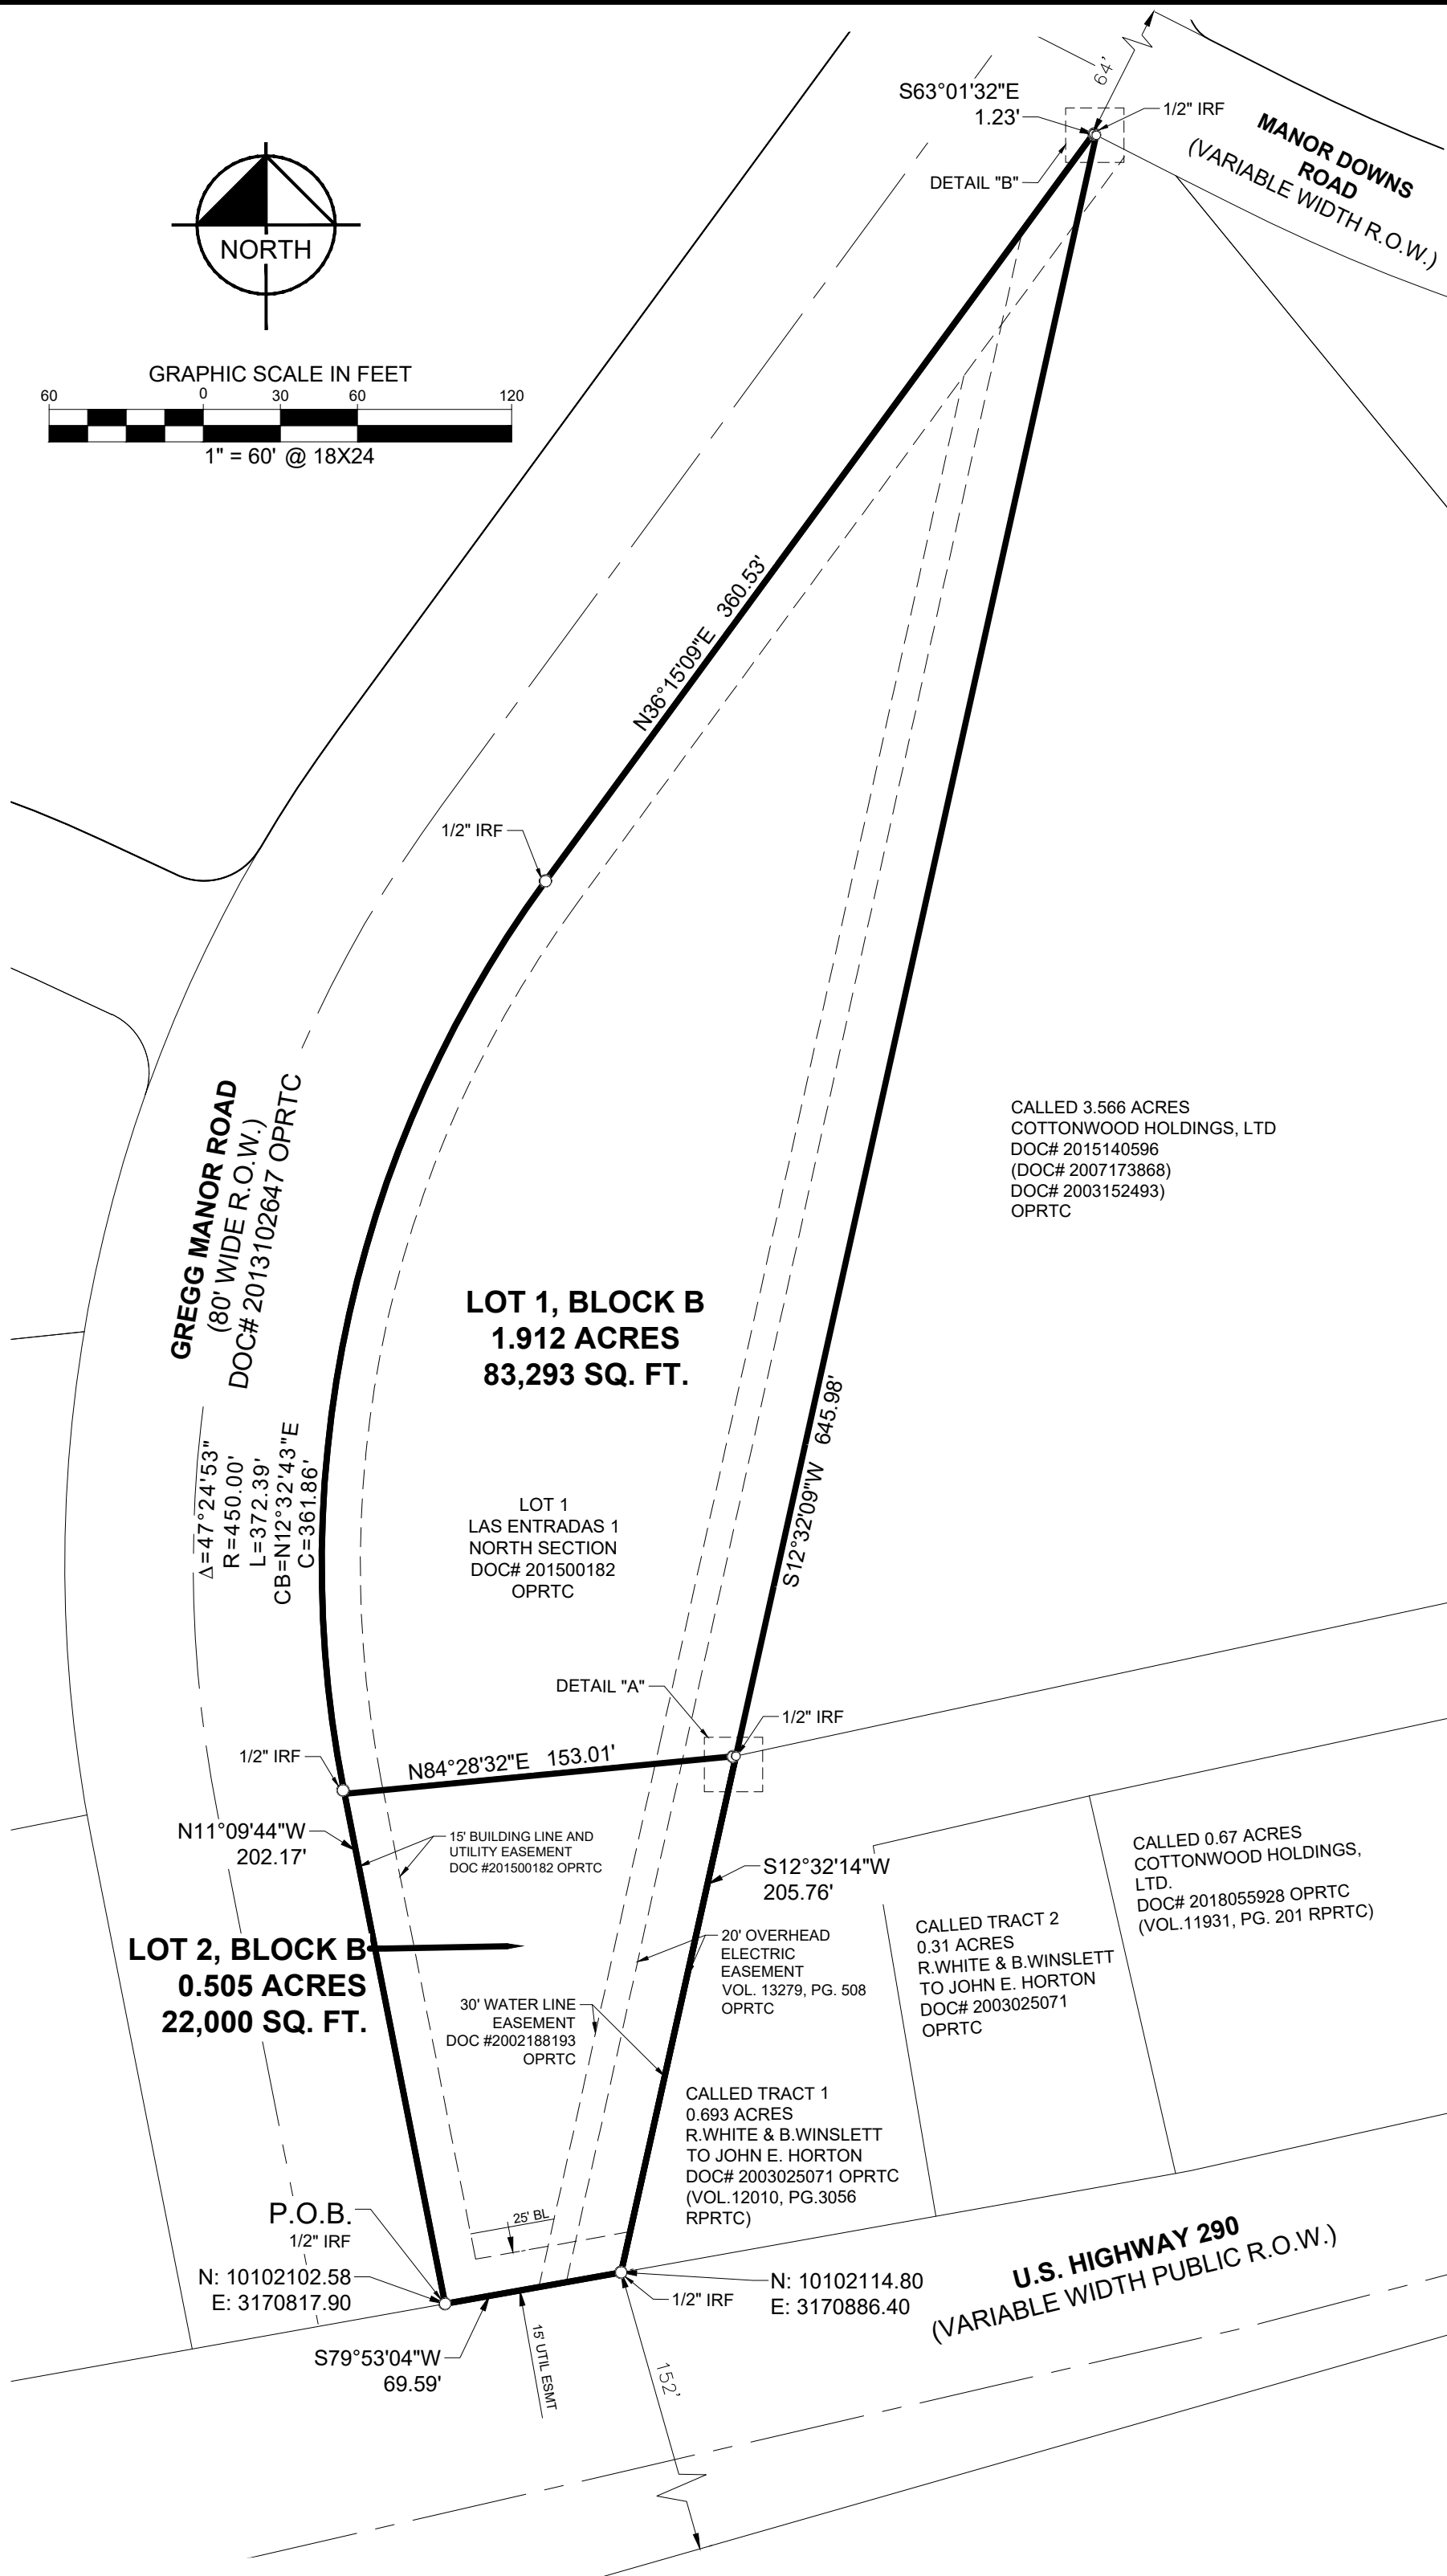 64'
S63°01'32"E
1.23'
1/2" IRF
DETAIL "B"
MANOR DOWNS
ROAD
(VARIABLE WIDTH R.O.W.)
NORTH
GRAPHIC SCALE IN FEET
60 0 30 60 120
1" = 60' @ 18X24
N36°15'09"E 360.53'
1/2" IRF
GREGG MANOR ROAD
(80' WIDE R.O.W.)
DOC# 2013102647 OPRTC
CALLED 3.566 ACRES
COTTONWOOD HOLDINGS, LTD
DOC# 2015140596
(DOC# 2007173868)
DOC# 2003152493)
OPRTC
LOT 1, BLOCK B
1.912 ACRES
83,293 SQ. FT.
S12°32'09"W 645.98'
Δ=47°24'53"
R=450.00'
L=372.39'
CB=N12°32'43"E
C=361.86'
LOT 1
LAS ENTRADAS 1
NORTH SECTION
DOC# 201500182
OPRTC
DETAIL "A"
1/2" IRF
1/2" IRF
N84°28'32"E 153.01'
N11°09'44"W
202.17'
15' BUILDING LINE AND
UTILITY EASEMENT
DOC #201500182 OPRTC
S12°32'14"W
205.76'
CALLED 0.67 ACRES
COTTONWOOD HOLDINGS,
LTD.
DOC# 2018055928 OPRTC
(VOL.11931, PG. 201 RPRTC)
CALLED TRACT 2
0.31 ACRES
R.WHITE & B.WINSLETT
TO JOHN E. HORTON
DOC# 2003025071
OPRTC
LOT 2, BLOCK B
0.505 ACRES
22,000 SQ. FT.
20' OVERHEAD
ELECTRIC
EASEMENT
VOL. 13279, PG. 508
OPRTC
30' WATER LINE
EASEMENT
DOC #2002188193
OPRTC
CALLED TRACT 1
0.693 ACRES
R.WHITE & B.WINSLETT
TO JOHN E. HORTON
DOC# 2003025071 OPRTC
(VOL.12010, PG.3056
RPRTC)
P.O.B.
1/2" IRF
25' BL
N: 10102102.58
E: 3170817.90
N: 10102114.80
E: 3170886.40
1/2" IRF
U.S. HIGHWAY 290
(VARIABLE WIDTH PUBLIC R.O.W.)
S79°53'04"W
69.59'
15' UTIL ESMT
152'